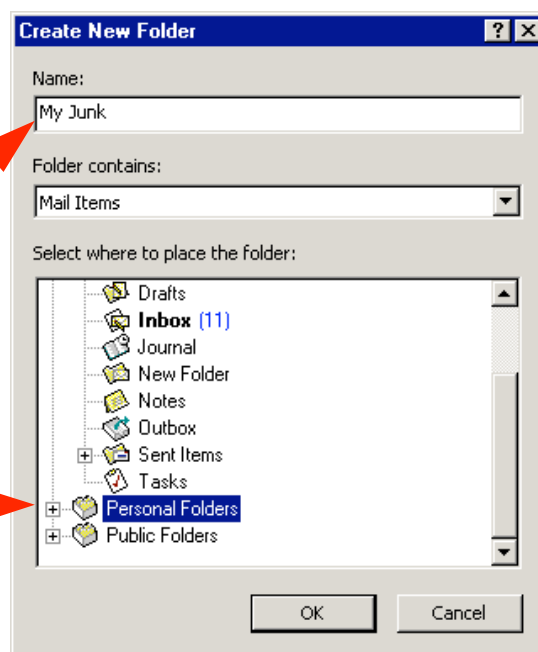 Create New Folder
Name:
My Junk
Folder contains:
Mail Items
Select where to place the folder:
Drafts
Inbox (11)
Journal
New Folder
Notes
Outbox
Sent Items
Tasks
Personal Folders
Public Folders
OK Cancel